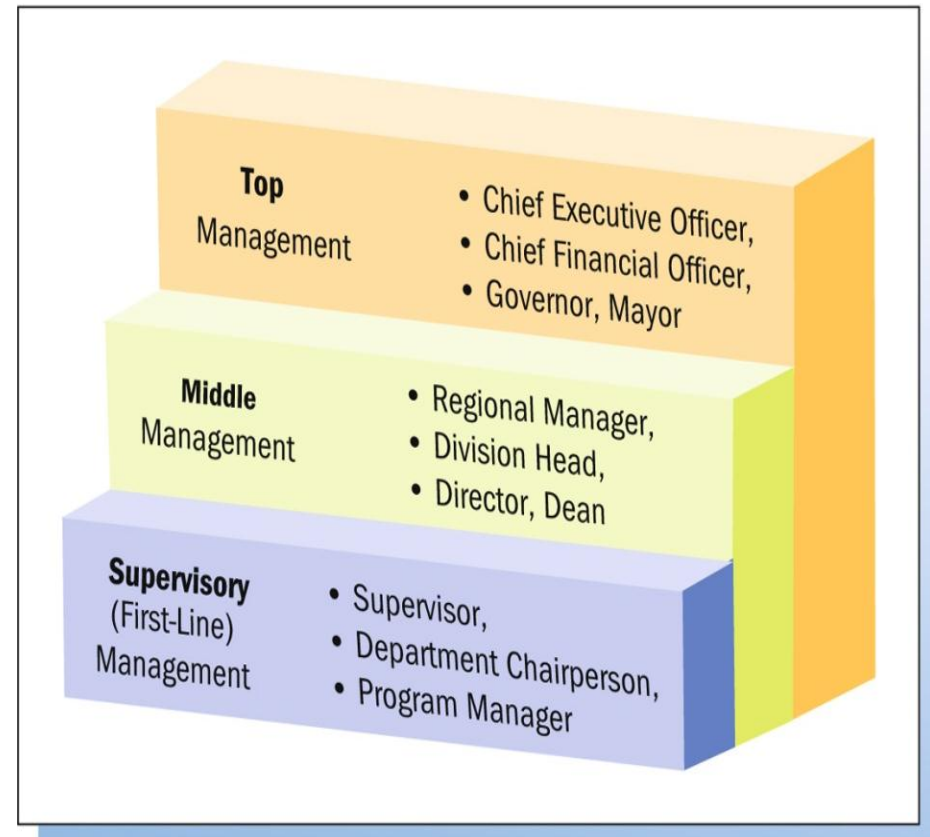 Top
Management
• Chief Executive Officer,
• Chief Financial Officer,
• Governor, Mayor
Middle
Management
• Regional Manager,
• Division Head,
• Director, Dean
Supervisory
(First-Line)
Management
• Supervisor,
• Department Chairperson,
• Program Manager